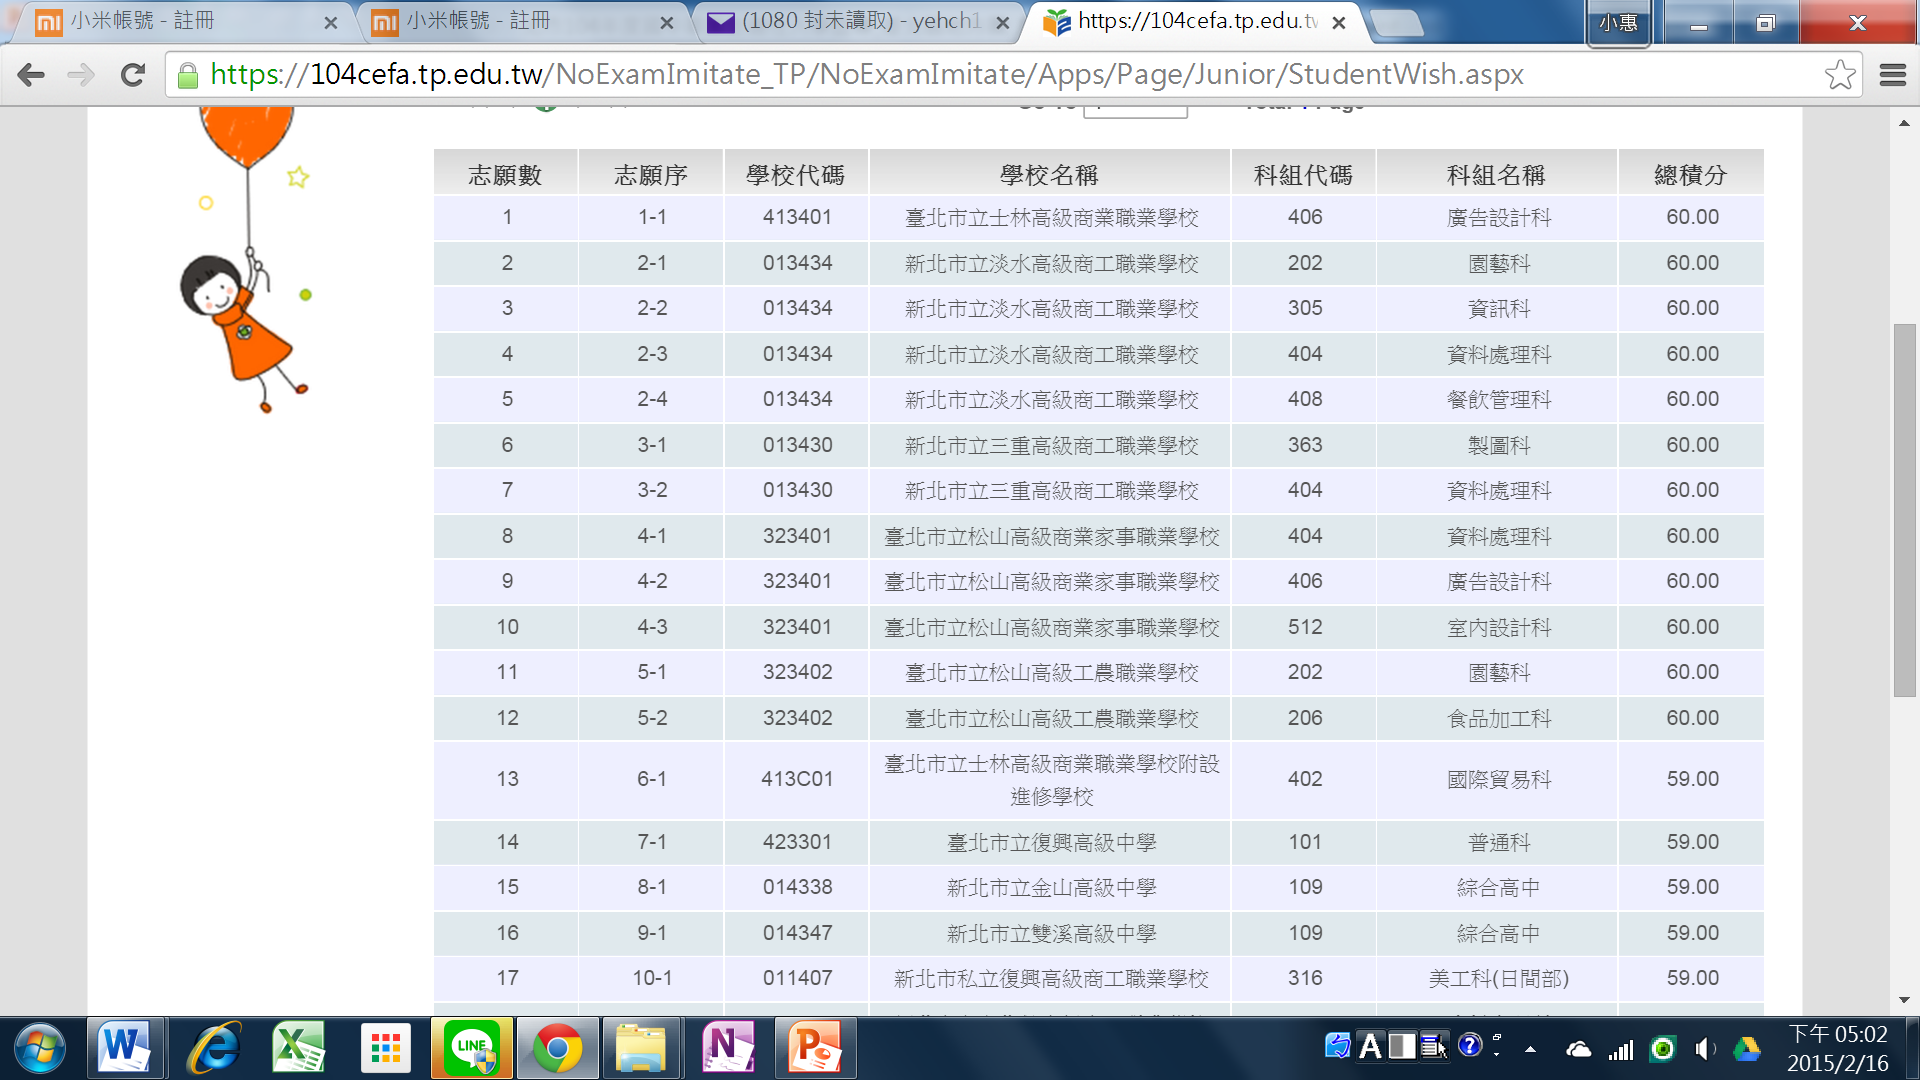 小米帳號 - 註冊
小米帳號 - 註冊
(1080 封未讀取) - yehch1
https://104cefa.tp.edu.tw
小惠
https://104cefa.tp.edu.tw/NoExamImitate_TP/NoExamImitate/Apps/Page/Junior/StudentWish.aspx
志願數 志願序 學校代碼 學校名稱 科組代碼 科組名稱 總積分
1 1-1 413401 臺北市立士林高級商業職業學校 406 廣告設計科 60.00
2 2-1 013434 新北市立淡水高級商工職業學校 202 園藝科 60.00
3 2-2 013434 新北市立淡水高級商工職業學校 305 資訊科 60.00
4 2-3 013434 新北市立淡水高級商工職業學校 404 資料處理科 60.00
5 2-4 013434 新北市立淡水高級商工職業學校 408 餐飲管理科 60.00
6 3-1 013430 新北市立三重高級商工職業學校 363 製圖科 60.00
7 3-2 013430 新北市立三重高級商工職業學校 404 資料處理科 60.00
8 4-1 323401 臺北市立松山高級商業家事職業學校 404 資料處理科 60.00
9 4-2 323401 臺北市立松山高級商業家事職業學校 406 廣告設計科 60.00
10 4-3 323401 臺北市立松山高級商業家事職業學校 512 室內設計科 60.00
11 5-1 323402 臺北市立松山高級工農職業學校 202 園藝科 60.00
12 5-2 323402 臺北市立松山高級工農職業學校 206 食品加工科 60.00
13 6-1 413C01 臺北市立士林高級商業職業學校附設
進修學校 402 國際貿易科 59.00
14 7-1 423301 臺北市立復興高級中學 101 普通科 59.00
15 8-1 014338 新北市立金山高級中學 109 綜合高中 59.00
16 9-1 014347 新北市立雙溪高級中學 109 綜合高中 59.00
17 10-1 011407 新北市私立復興高級商工職業學校 316 美工科(日間部) 59.00
LINE
A
下午 05:02
2015/2/16